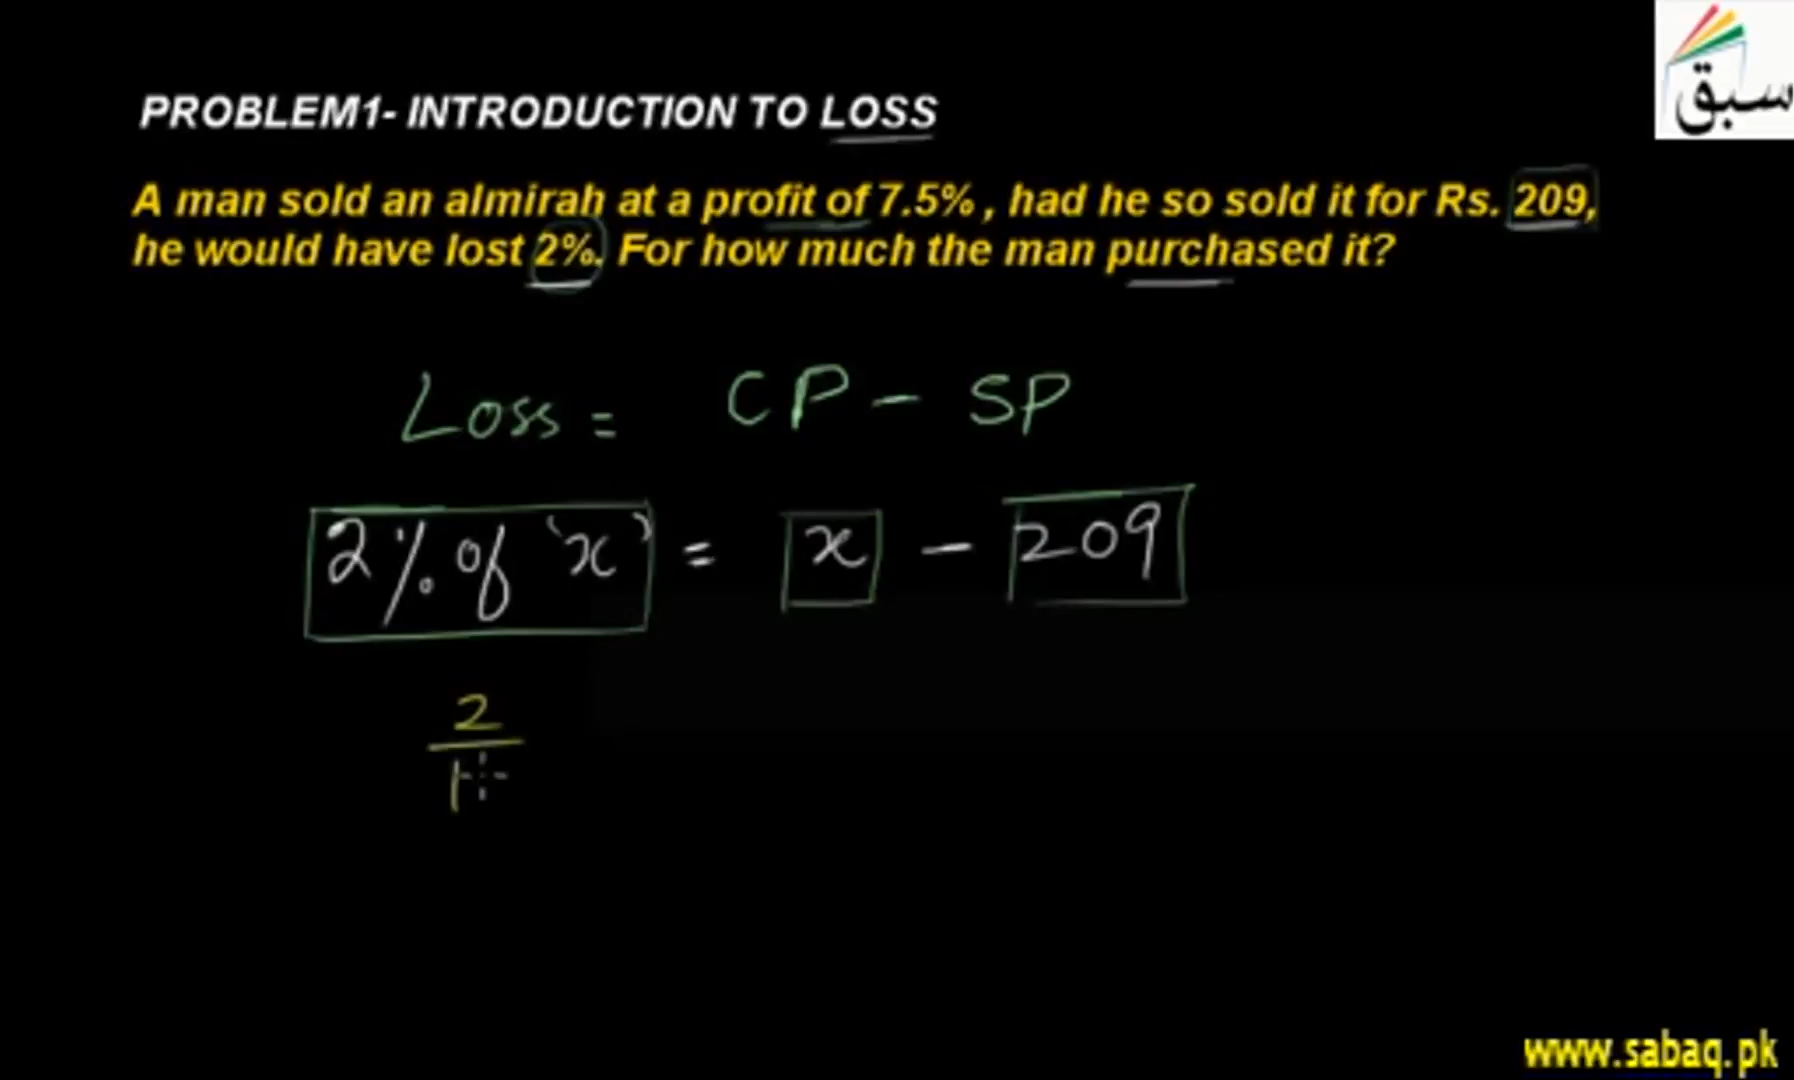 سبق
PROBLEM1- INTRODUCTION TO LOSS
A man sold an almirah at a profit of 7.5% , had he so sold it for Rs. 209,
he would have lost 2%. For how much the man purchased it?
Loss = CP - SP
2% of 'x' = x - 209
2
1
www.sabaq.pk